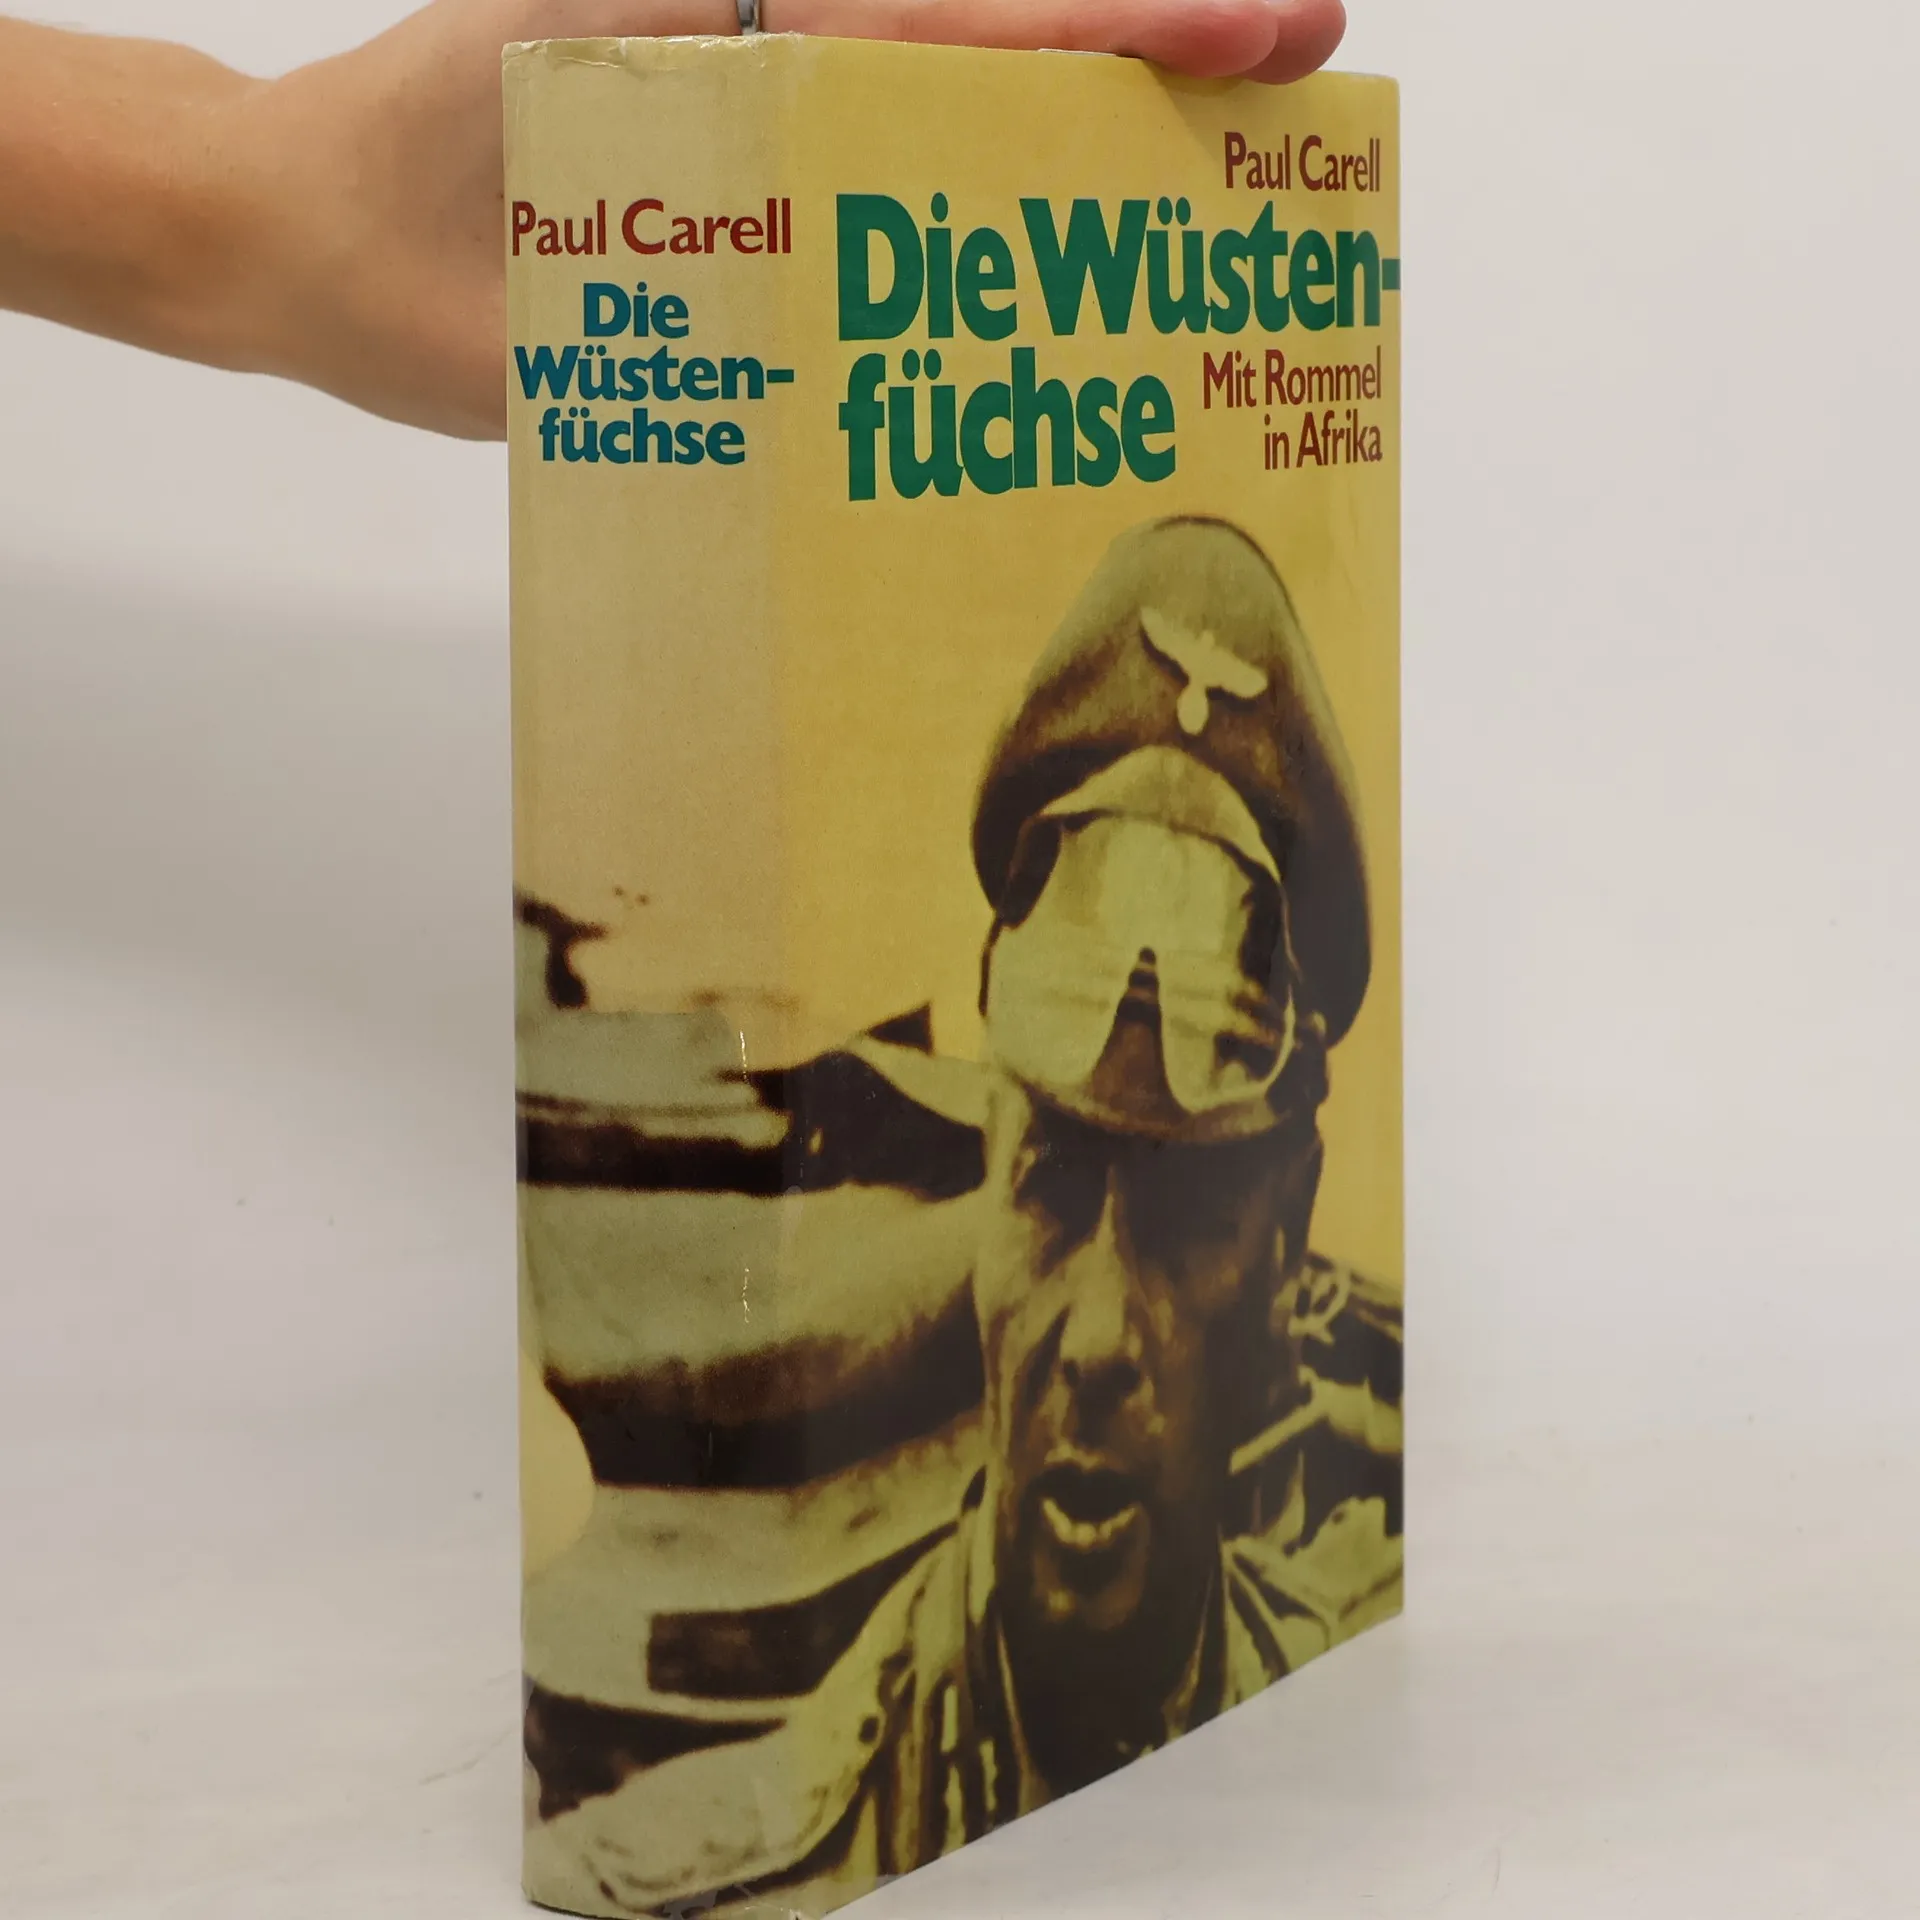 Paul Carell
Die
Wüsten-
füchse
Paul Carell
Die Wüsten-
füchse
Mit Rommel
in Afrika